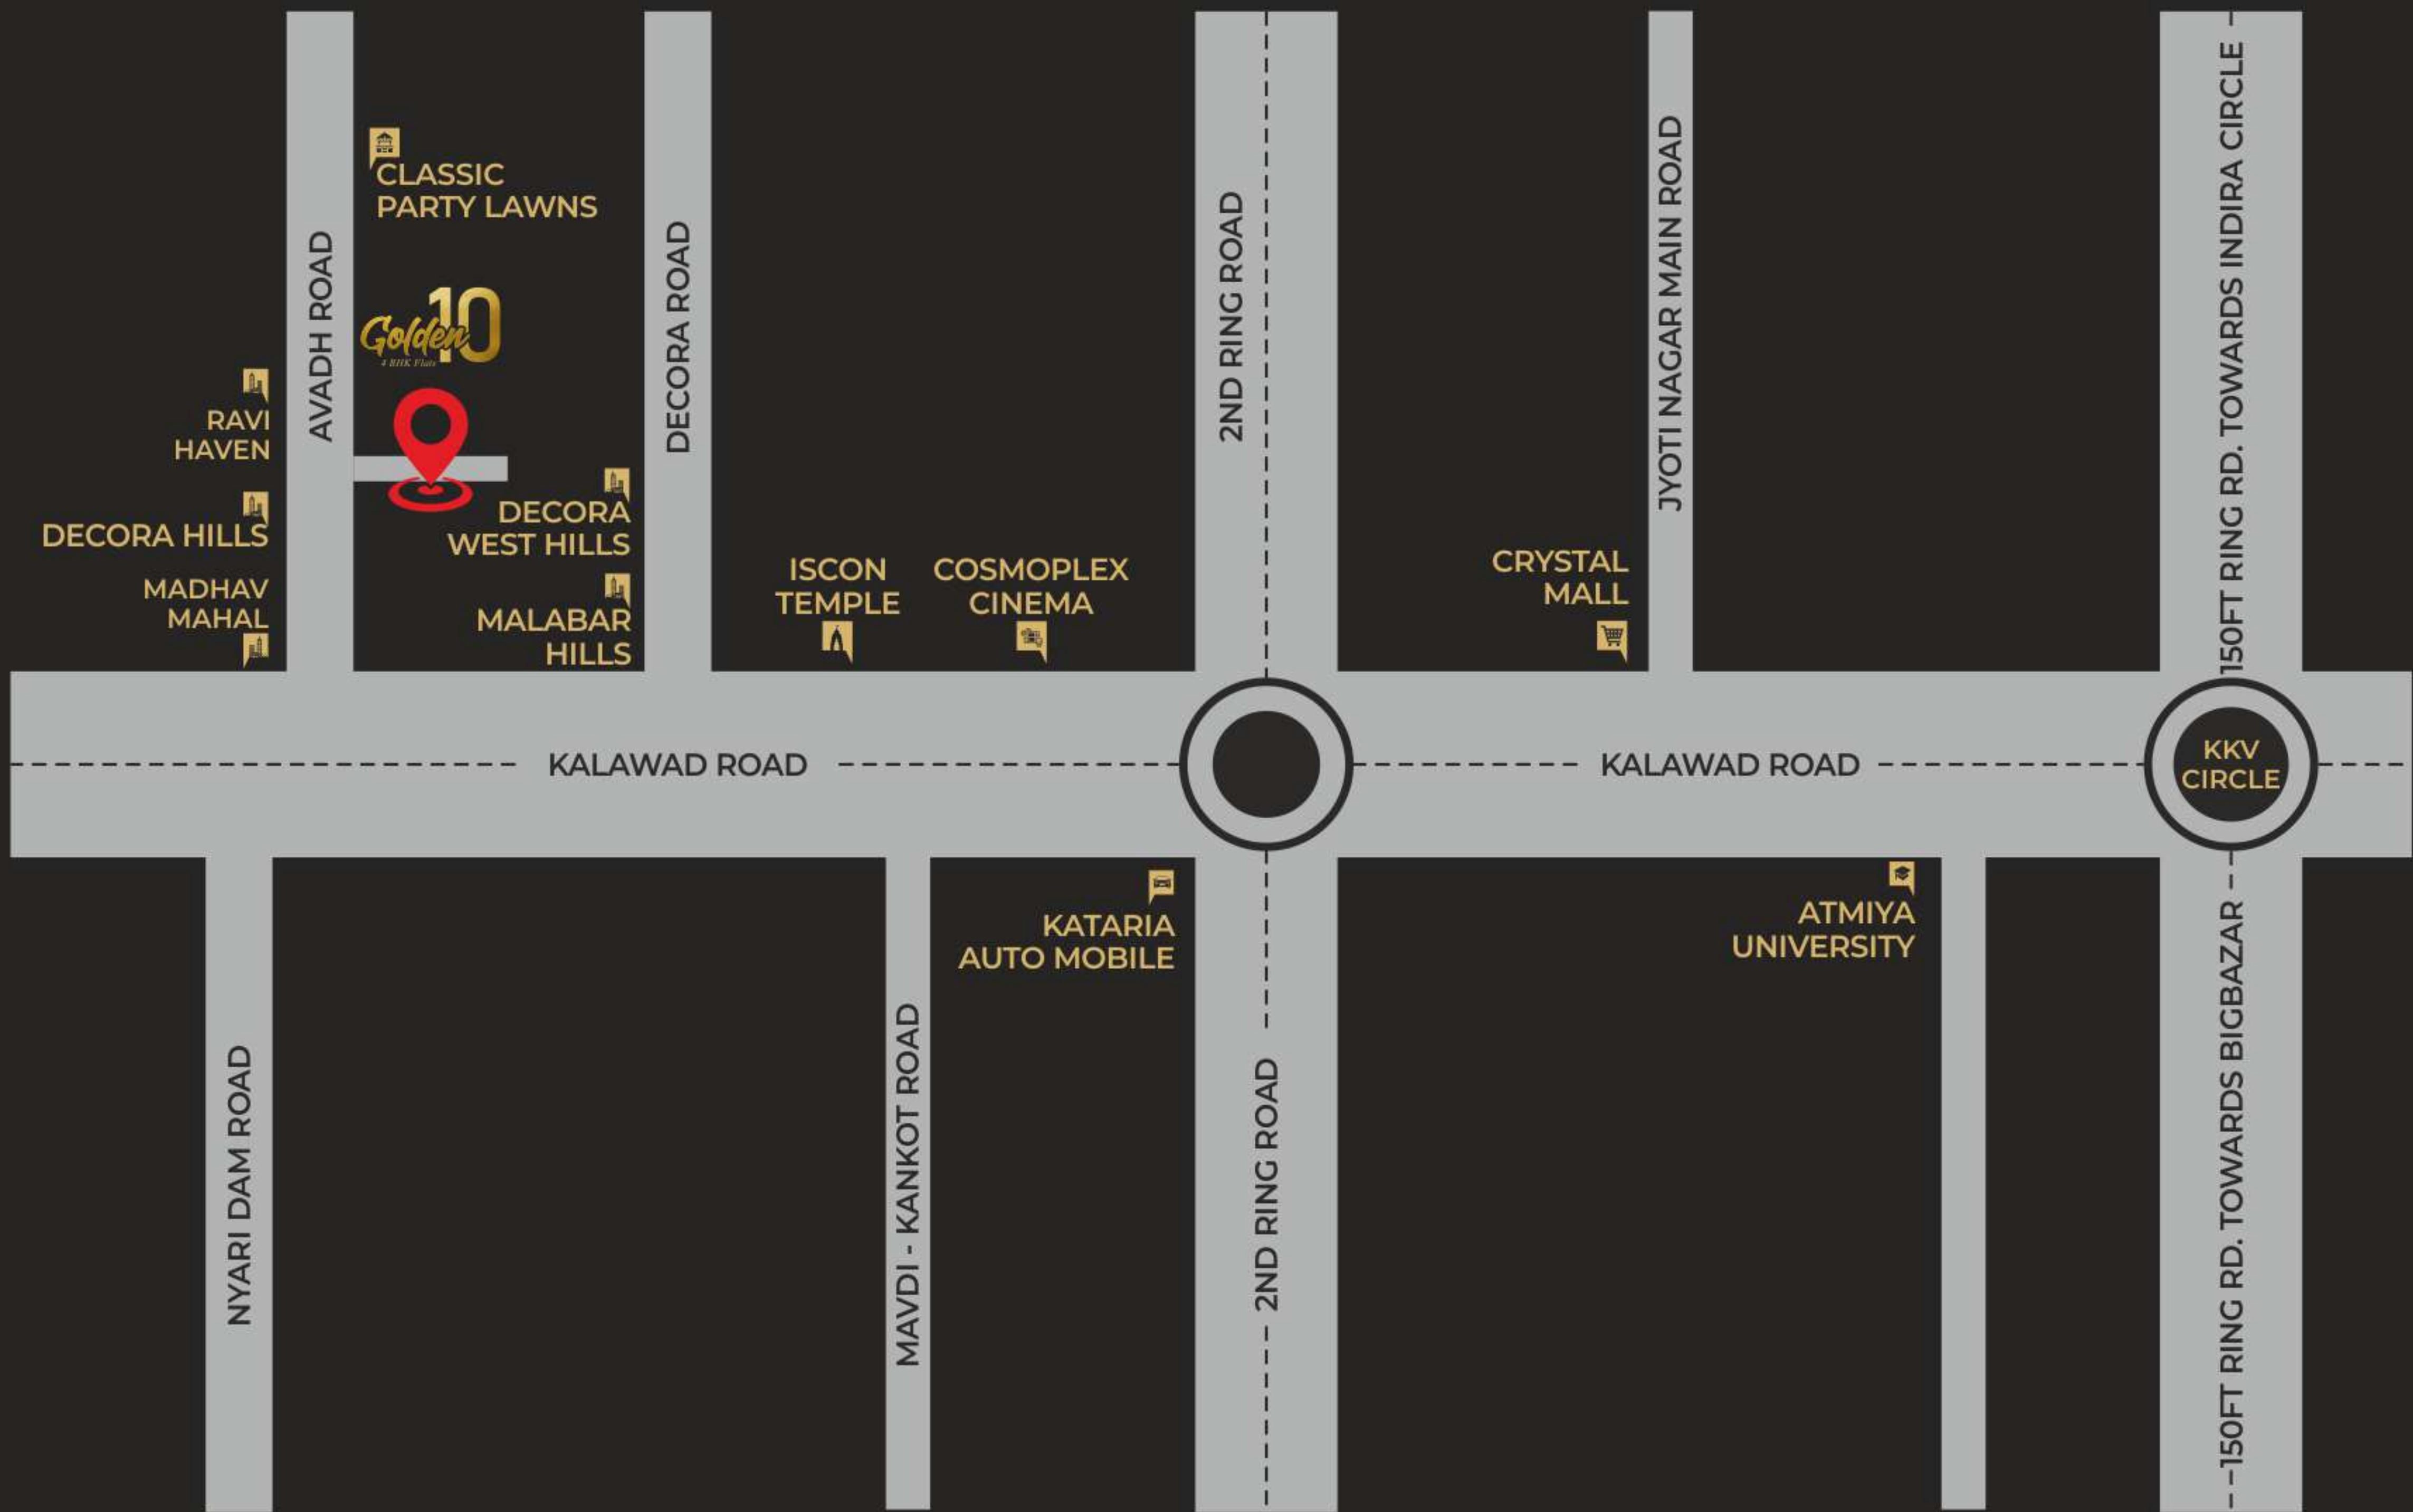 CLASSIC
PARTY LAWNS
AVADH ROAD
Golden 10
4 BHK Flats
DECORA ROAD
RAVI
HAVEN
DECORA HILLS
MADHAV
MAHAL
DECORA
WEST HILLS
MALABAR
HILLS
ISCON
TEMPLE
COSMOPLEX
CINEMA
2ND RING ROAD
CRYSTAL
MALL
JYOTI NAGAR MAIN ROAD
150FT RING RD. TOWARDS INDIRA CIRCLE
KALAWAD ROAD
KALAWAD ROAD
KKV
CIRCLE
NYARI DAM ROAD
MAVDI - KANKOT ROAD
KATARIA
AUTO MOBILE
2ND RING ROAD
ATMIYA
UNIVERSITY
150FT RING RD. TOWARDS BIGBAZAR